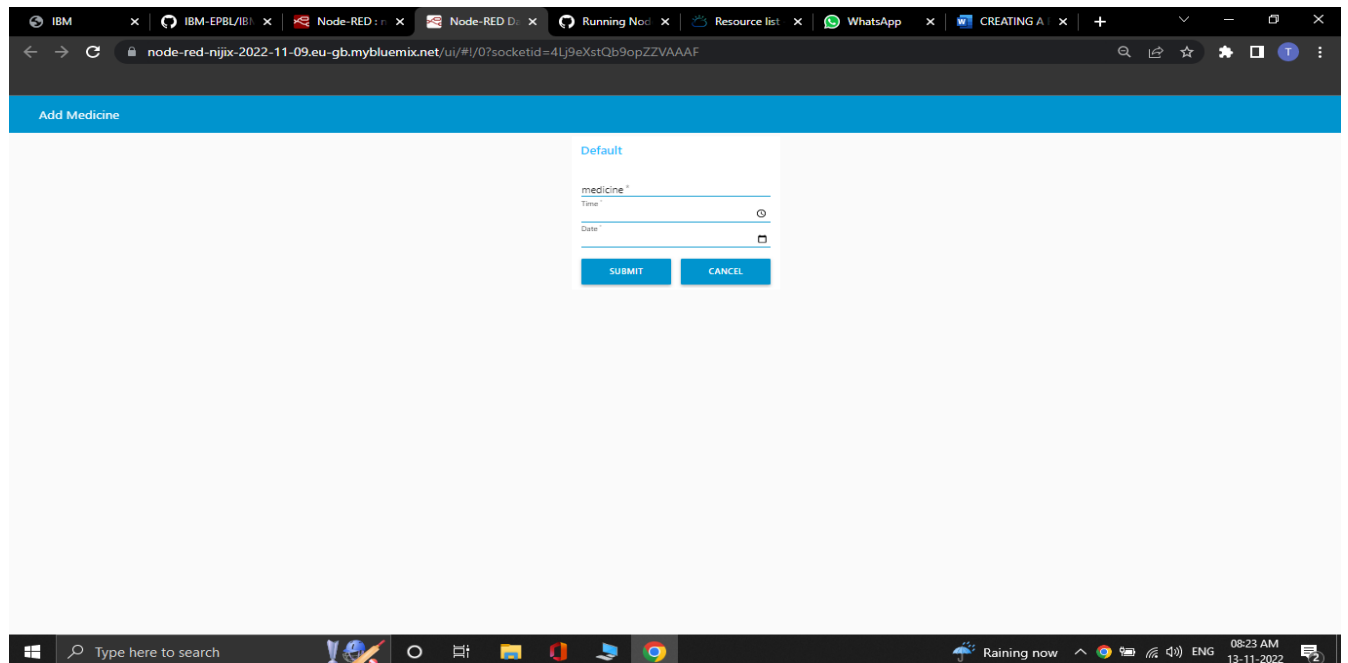 IBM
IBM-EPBL/IBN
Node-RED : n
Node-RED Da
Running Nod
Resource list
WhatsApp
CREATING A
node-red-nijix-2022-11-09.eu-gb.mybluemix.net/ui/#!/0?socketid=4Lj9eXstQb9opZZVAAAF
T
Add Medicine
Default
medicine *
Time *
Date *
SUBMIT CANCEL
Type here to search
Raining now
ENG
08:23 AM
13-11-2022
2